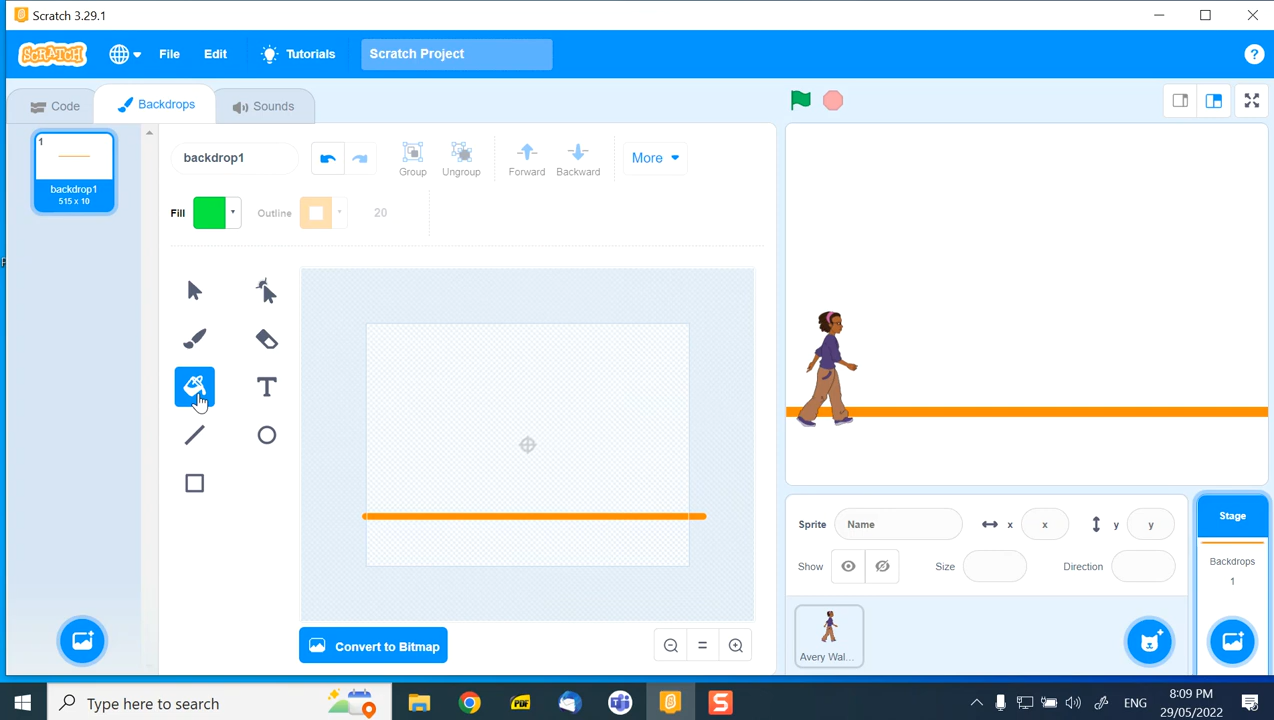 Scratch 3.29.1
SCRATCH
File
Edit
Tutorials
Scratch Project
?
Code
Backdrops
Sounds
1
backdrop1
515 x 10
backdrop1
Group
Ungroup
Forward
Backward
More
Fill
Outline
20
T
Convert to Bitmap
Sprite
Name
x
x
y
y
Show
Size
Direction
Avery Wal...
Stage
Backdrops
1
Type here to search
PDF
S
ENG
8:09 PM
29/05/2022